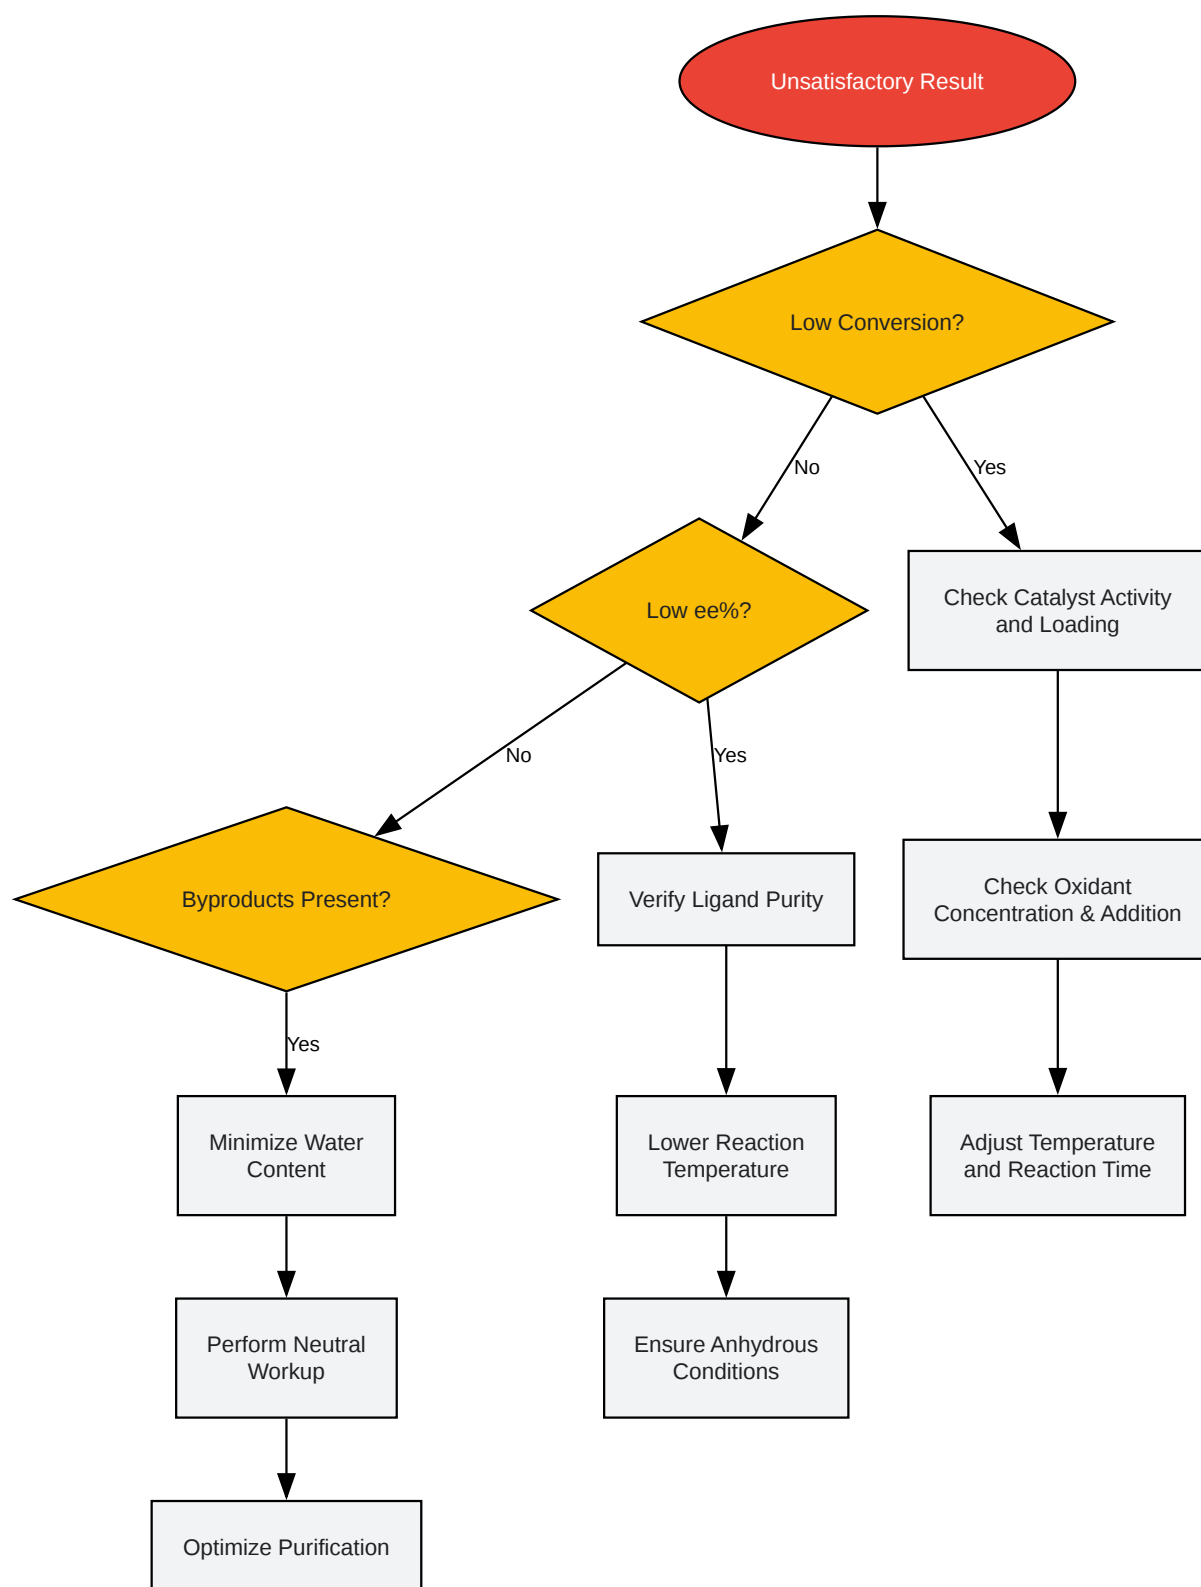 Unsatisfactory Result
Low Conversion?
No
Yes
Low ee%?
Check Catalyst Activity
and Loading
No
Yes
Byproducts Present?
Verify Ligand Purity
Check Oxidant
Concentration & Addition
Yes
Minimize Water
Content
Lower Reaction
Temperature
Adjust Temperature
and Reaction Time
Perform Neutral
Workup
Ensure Anhydrous
Conditions
Optimize Purification